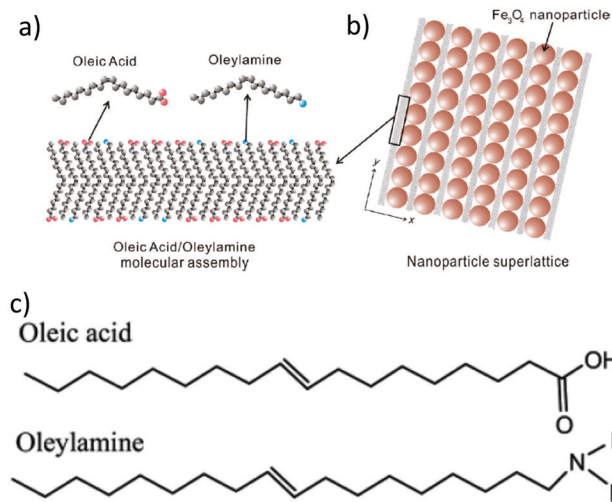 a)
Oleic Acid
Oleylamine
Oleic Acid/Oleylamine
molecular assembly
b)
Fe₃O₄ nanoparticle
y
x
Nanoparticle superlattice
c)
Oleic acid
OH
O
Oleylamine
N